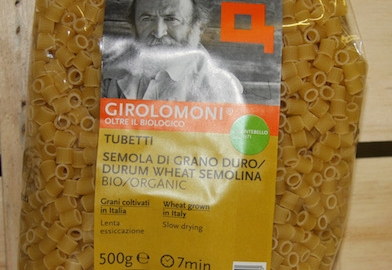 GIROLOMONI®
OLTRE IL BIOLOGICO
TUBETTI
SEMOLA DI GRANO DURO/
DURUM WHEAT SEMOLINA
BIO/ORGANIC
Grani coltivati
in Italia
Wheat grown
in Italy
Lenta
essiccazione
Slow drying
500g ℮
7min